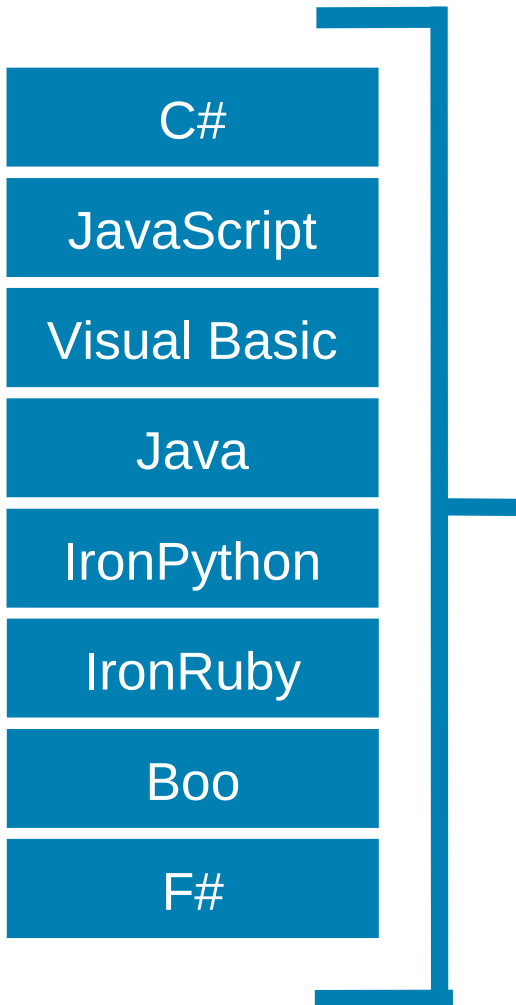 C#
JavaScript
Visual Basic
Java
IronPython
IronRuby
Boo
F#